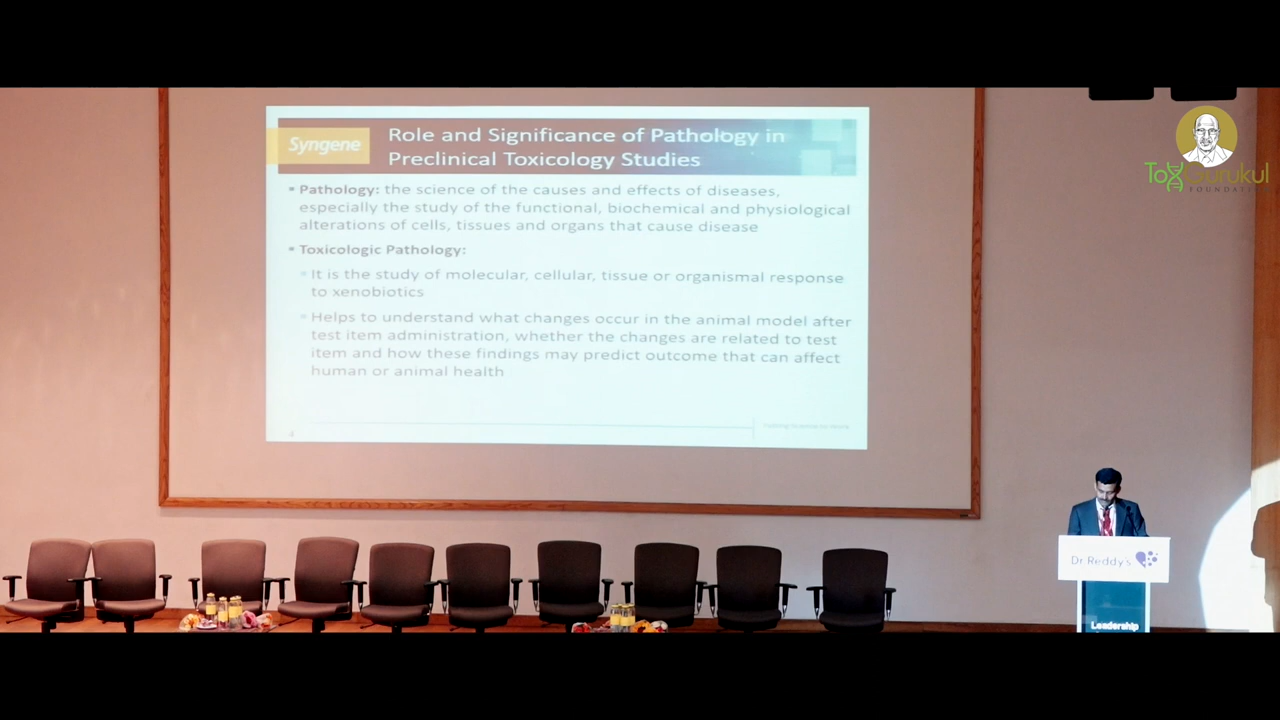 Syngene
Role and Significance of Pathology in
Preclinical Toxicology Studies
Pathology: the science of the causes and effects of diseases,
especially the study of the functional, biochemical and physiological
alterations of cells, tissues and organs that cause disease
Toxicologic Pathology:
It is the study of molecular, cellular, tissue or organismal response
to xenobiotics
Helps to understand what changes occur in the animal model after
test item administration, whether the changes are related to test
item and how these findings may predict outcome that can affect
human or animal health
ToxGurukul
Dr.Reddy's
Leadership